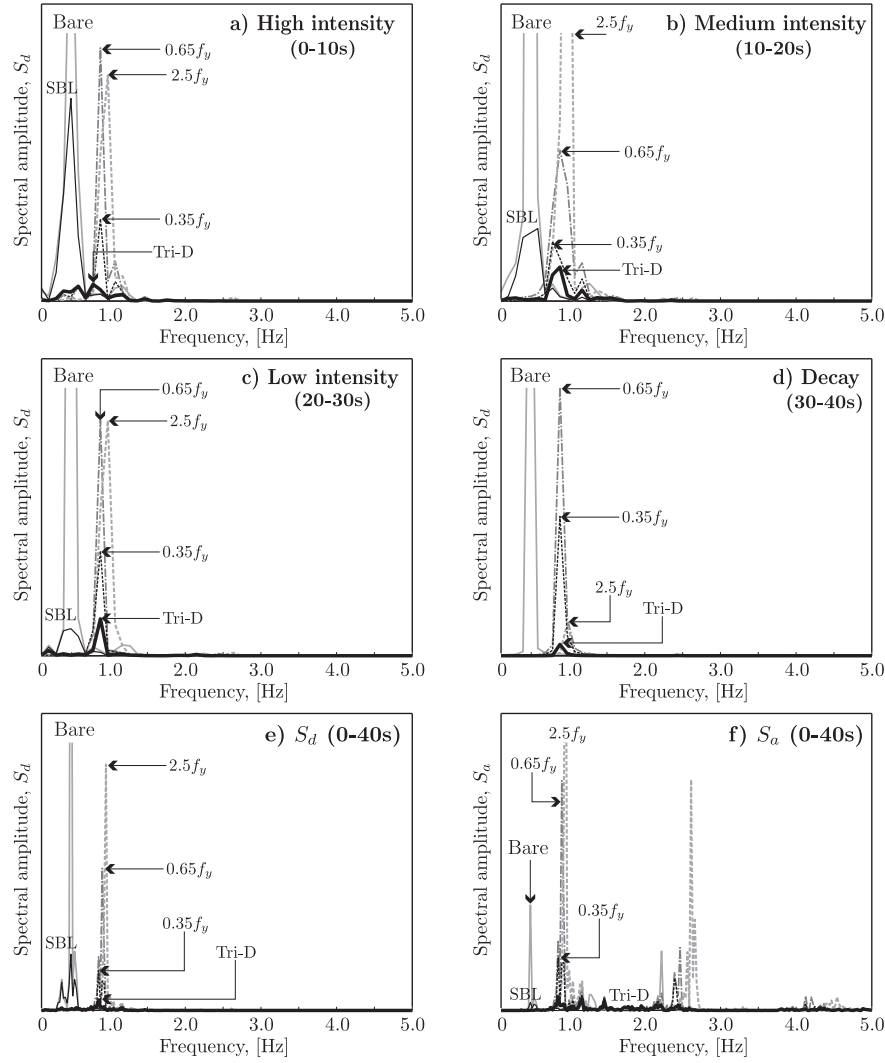 Bare
a) High intensity
(0-10s)
0.65f_y
2.5f_y
SBL
0.35f_y
Tri-D
Spectral amplitude, S_d
0 1.0 2.0 3.0 4.0 5.0
Frequency, [Hz]
Bare
2.5f_y
b) Medium intensity
(10-20s)
0.65f_y
SBL
0.35f_y
Tri-D
Spectral amplitude, S_d
0 1.0 2.0 3.0 4.0 5.0
Frequency, [Hz]
Bare
c) Low intensity
(20-30s)
0.65f_y
2.5f_y
0.35f_y
SBL
Tri-D
Spectral amplitude, S_d
0 1.0 2.0 3.0 4.0 5.0
Frequency, [Hz]
Bare
d) Decay
(30-40s)
0.65f_y
0.35f_y
2.5f_y
Tri-D
Spectral amplitude, S_d
0 1.0 2.0 3.0 4.0 5.0
Frequency, [Hz]
Bare
e) S_d (0-40s)
2.5f_y
0.65f_y
0.35f_y
SBL
Tri-D
Spectral amplitude, S_d
0 1.0 2.0 3.0 4.0 5.0
Frequency, [Hz]
2.5f_y
f) S_a (0-40s)
0.65f_y
Bare
0.35f_y
SBL
Tri-D
Spectral amplitude, S_a
0 1.0 2.0 3.0 4.0 5.0
Frequency, [Hz]